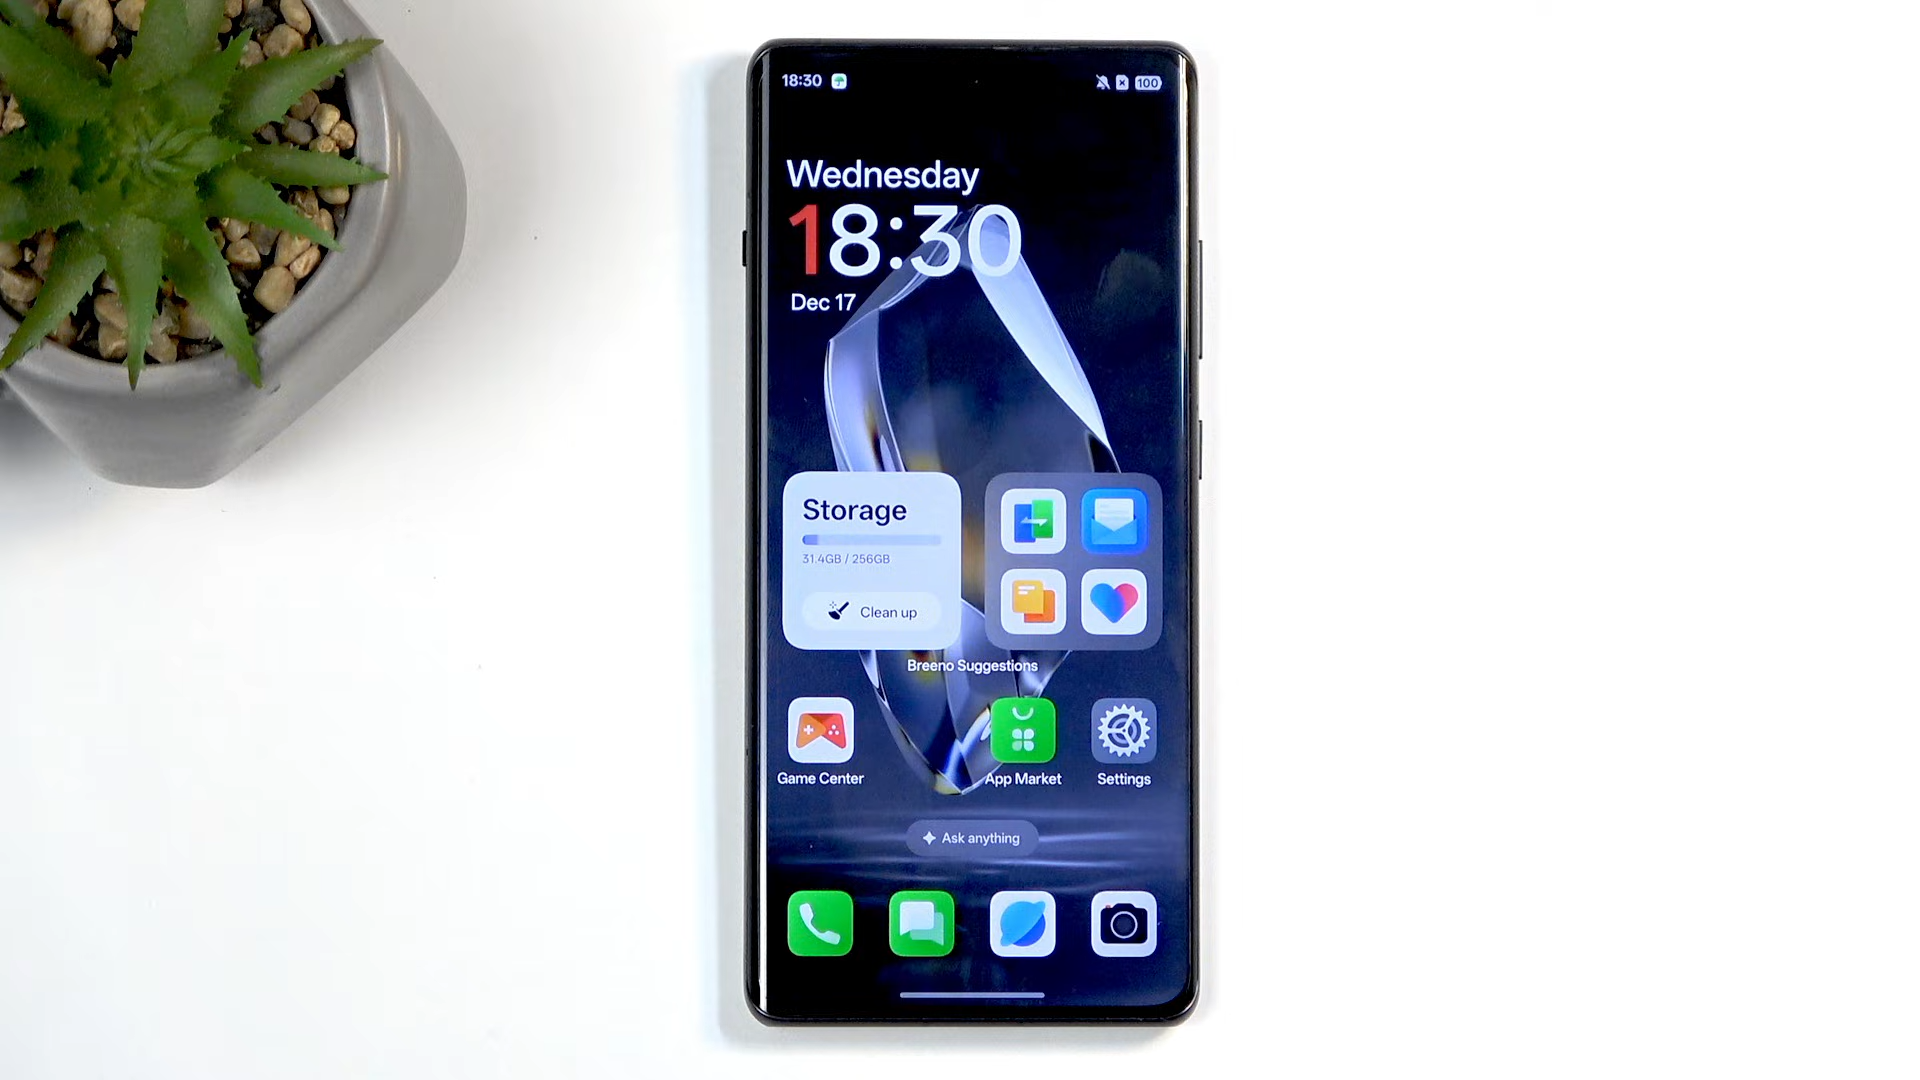 18:30
100
Wednesday
18:30
Dec 17
Storage
31.4GB / 256GB
Clean up
Breeno Suggestions
Game Center
App Market
Settings
Ask anything